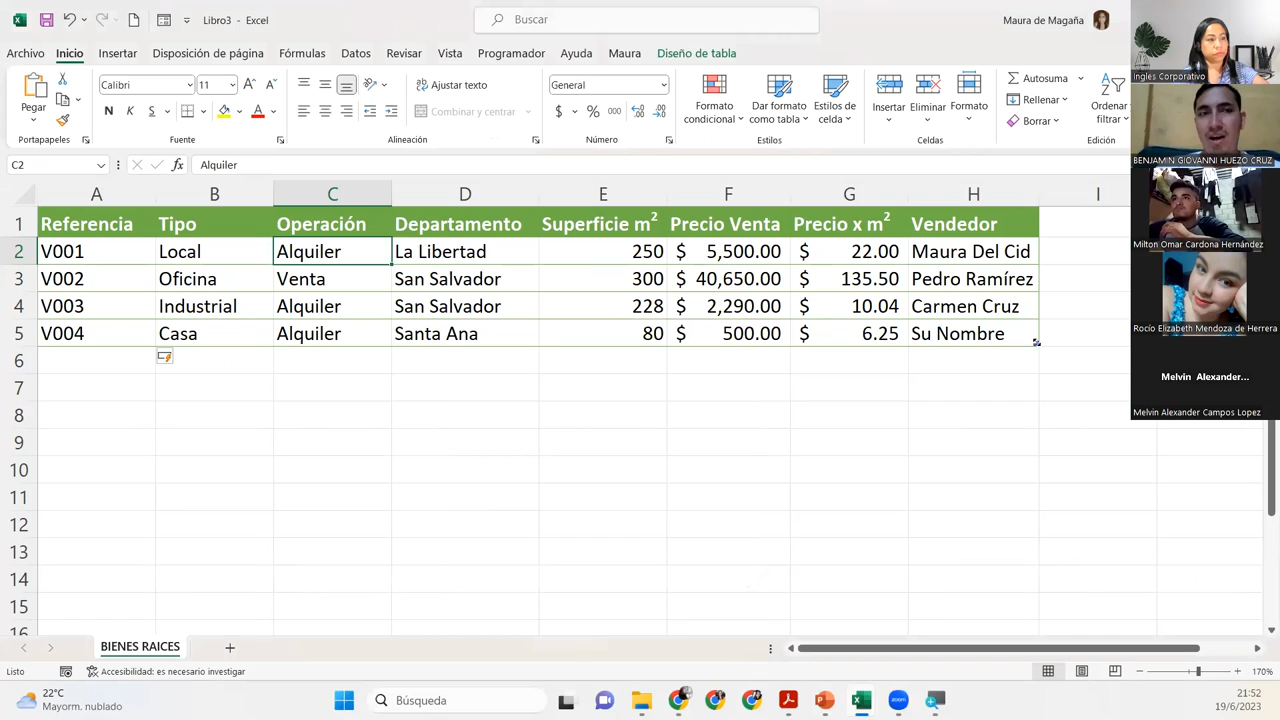 Libro3 - Excel
Buscar
Maura de Magaña
Archivo Inicio Insertar Disposición de página Fórmulas Datos Revisar Vista Programador Ayuda Maura Diseño de tabla
Pegar
Portapapeles
Calibri 11
N K S
Fuente
Ajustar texto
Combinar y centrar
Alineación
General
$ % 000
Número
Formato condicional
Dar formato como tabla
Estilos de celda
Estilos
Insertar Eliminar Formato
Celdas
Autosuma
Rellenar
Borrar
Ordenar filtrar
Edición
C2 fx Alquiler
A B C D E F G H I
1 Referencia Tipo Operación Departamento Superficie m² Precio Venta Precio x m² Vendedor
2 V001 Local Alquiler La Libertad 250 $ 5,500.00 $ 22.00 Maura Del Cid
3 V002 Oficina Venta San Salvador 300 $ 40,650.00 $ 135.50 Pedro Ramírez
4 V003 Industrial Alquiler San Salvador 228 $ 2,290.00 $ 10.04 Carmen Cruz
5 V004 Casa Alquiler Santa Ana 80 $ 500.00 $ 6.25 Su Nombre
6
7
8
9
10
11
12
13
14
15
16
Ingles Corporativo
BENJAMIN GIOVANNI HUEZO CRUZ
Milton Omar Cardona Hernández
Rocío Elizabeth Mendoza de Herrera
Melvin Alexander...
Melvin Alexander Campos Lopez
BIENES RAICES
Listo
Accesibilidad: es necesario investigar
170%
22°C
Mayorm. nublado
Búsqueda
zoom
21:52
19/6/2023